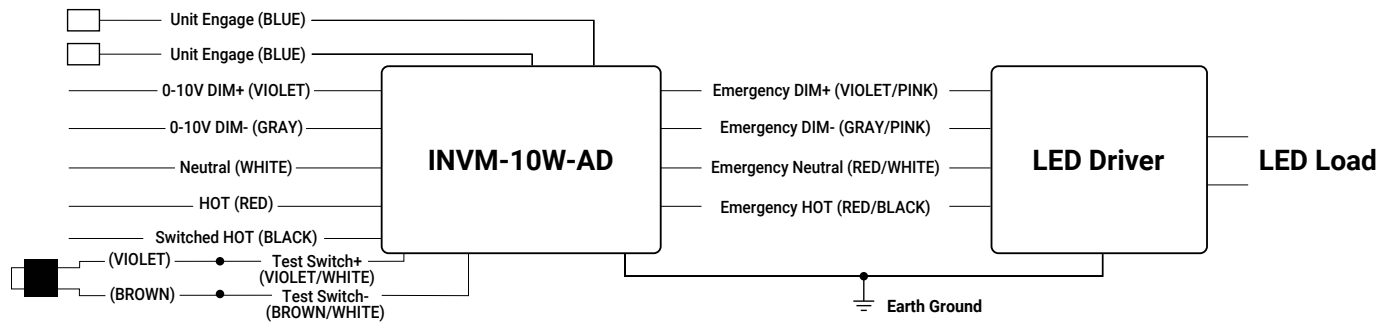 Unit Engage (BLUE)
Unit Engage (BLUE)
0-10V DIM+ (VIOLET)
0-10V DIM- (GRAY)
Neutral (WHITE)
HOT (RED)
Switched HOT (BLACK)
(VIOLET)
Test Switch+
(VIOLET/WHITE)
(BROWN)
Test Switch-
(BROWN/WHITE)
INVM-10W-AD
Emergency DIM+ (VIOLET/PINK)
Emergency DIM- (GRAY/PINK)
Emergency Neutral (RED/WHITE)
Emergency HOT (RED/BLACK)
LED Driver
LED Load
Earth Ground